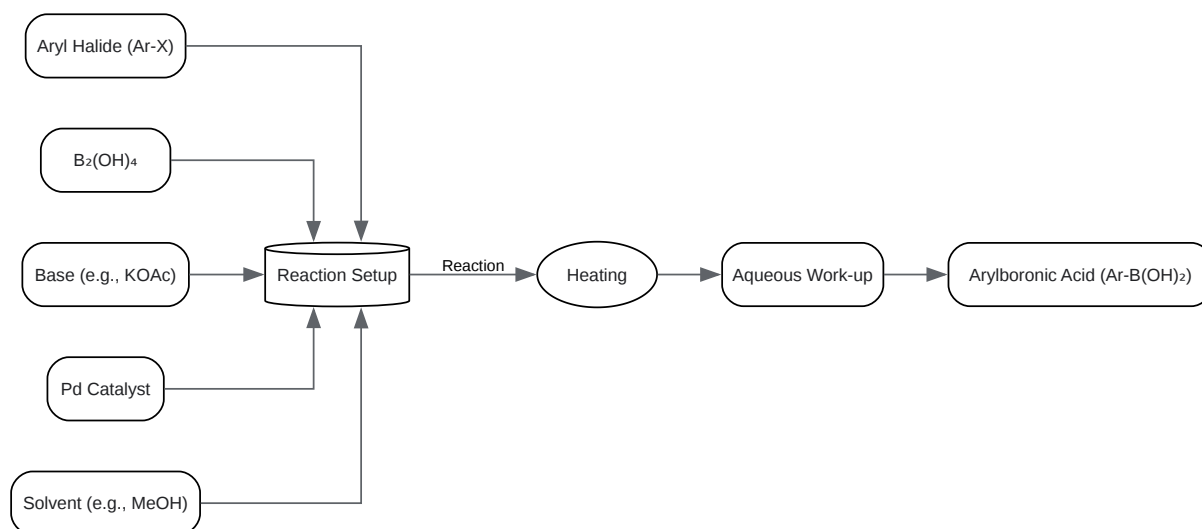 Aryl Halide (Ar-X)
B₂(OH)₄
Base (e.g., KOAc)
Reaction Setup
Reaction
Heating
Aqueous Work-up
Arylboronic Acid (Ar-B(OH)₂)
Pd Catalyst
Solvent (e.g., MeOH)